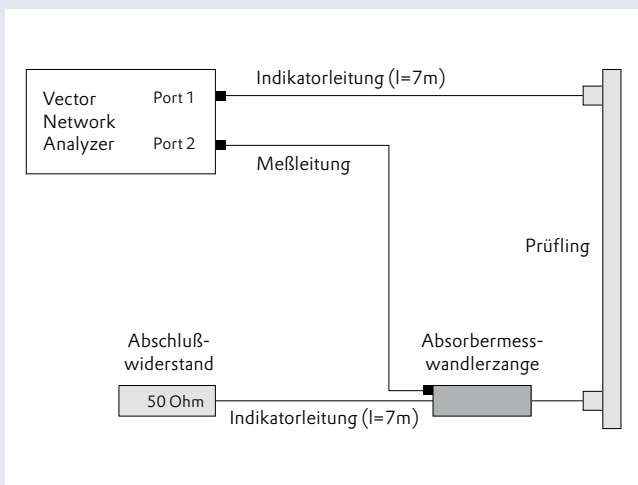 Indikatorleitung (l=7m)
Vector
Network
Analyzer
Port 1
Port 2
Meßleitung
Prüfling
Abschluß-
widerstand
Absorbermess-
wandlerzange
50 Ohm
Indikatorleitung (l=7m)